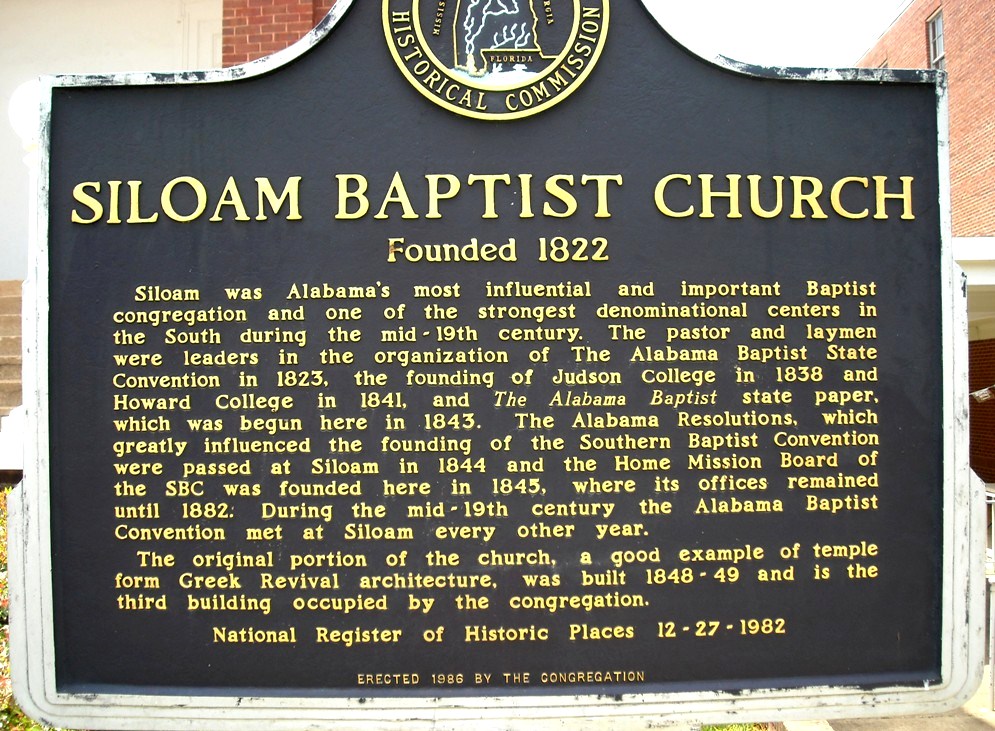 MISSIS
RGIA
FLORIDA
HISTORICAL COMMISSION
SILOAM BAPTIST CHURCH
Founded 1822
Siloam was Alabama's most influential and important Baptist
congregation and one of the strongest denominational centers in
the South during the mid-19th century. The pastor and laymen
were leaders in the organization of The Alabama Baptist State
Convention in 1823, the founding of Judson College in 1838 and
Howard College in 1841, and The Alabama Baptist state paper,
which was begun here in 1843. The Alabama Resolutions, which
greatly influenced the founding of the Southern Baptist Convention
were passed at Siloam in 1844 and the Home Mission Board of
the SBC was founded here in 1845, where its offices remained
until 1882. During the mid-19th century the Alabama Baptist
Convention met at Siloam every other year.
The original portion of the church, a good example of temple
form Greek Revival architecture, was built 1848-49 and is the
third building occupied by the congregation.
National Register of Historic Places 12-27-1982
ERECTED 1986 BY THE CONGREGATION